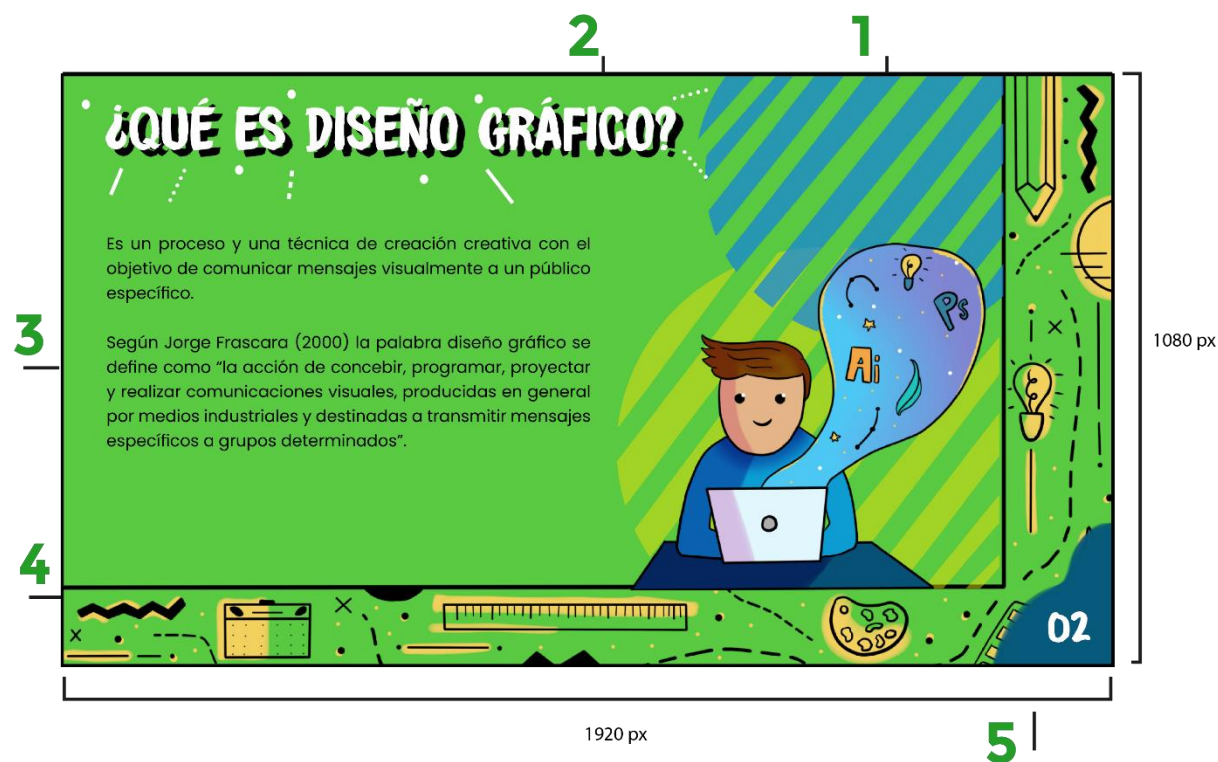 2
1
¿QUÉ ES DISEÑO GRÁFICO?
Es un proceso y una técnica de creación creativa con el
objetivo de comunicar mensajes visualmente a un público
específico.
3
Según Jorge Frascara (2000) la palabra diseño gráfico se
define como “la acción de concebir, programar, proyectar
y realizar comunicaciones visuales, producidas en general
por medios industriales y destinadas a transmitir mensajes
específicos a grupos determinados”.
Ps
Ai
1080 px
4
02
1920 px
5